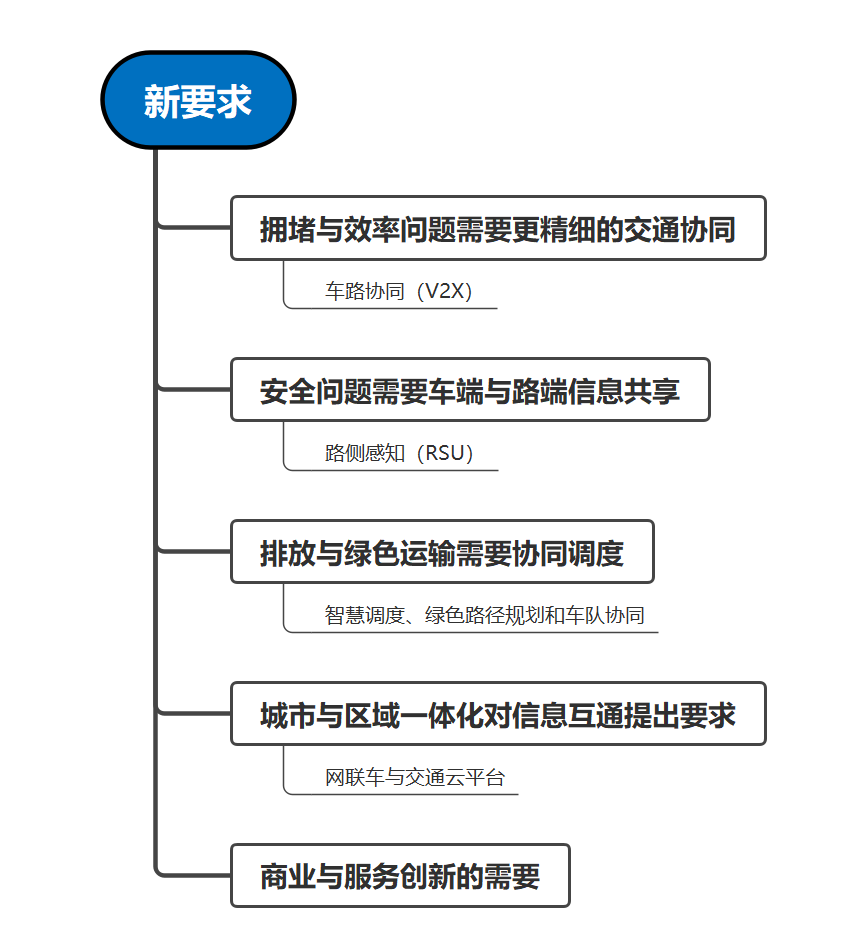 新要求
拥堵与效率问题需要更精细的交通协同
车路协同（V2X）
安全问题需要车端与路端信息共享
路侧感知（RSU）
排放与绿色运输需要协同调度
智慧调度、绿色路径规划和车队协同
城市与区域一体化对信息互通提出要求
网联车与交通云平台
商业与服务创新的需要